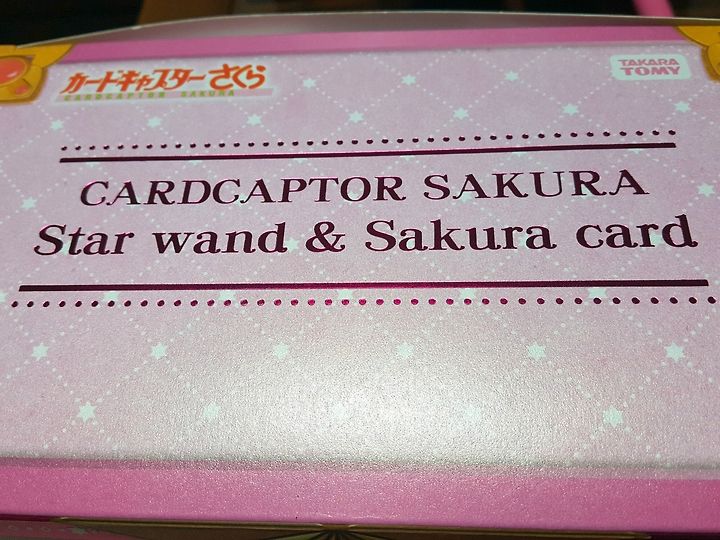 カードキャプターさくら
CARDCAPTOR SAKURA
TAKARA
TOMY
CARDCAPTOR SAKURA
Star wand & Sakura card